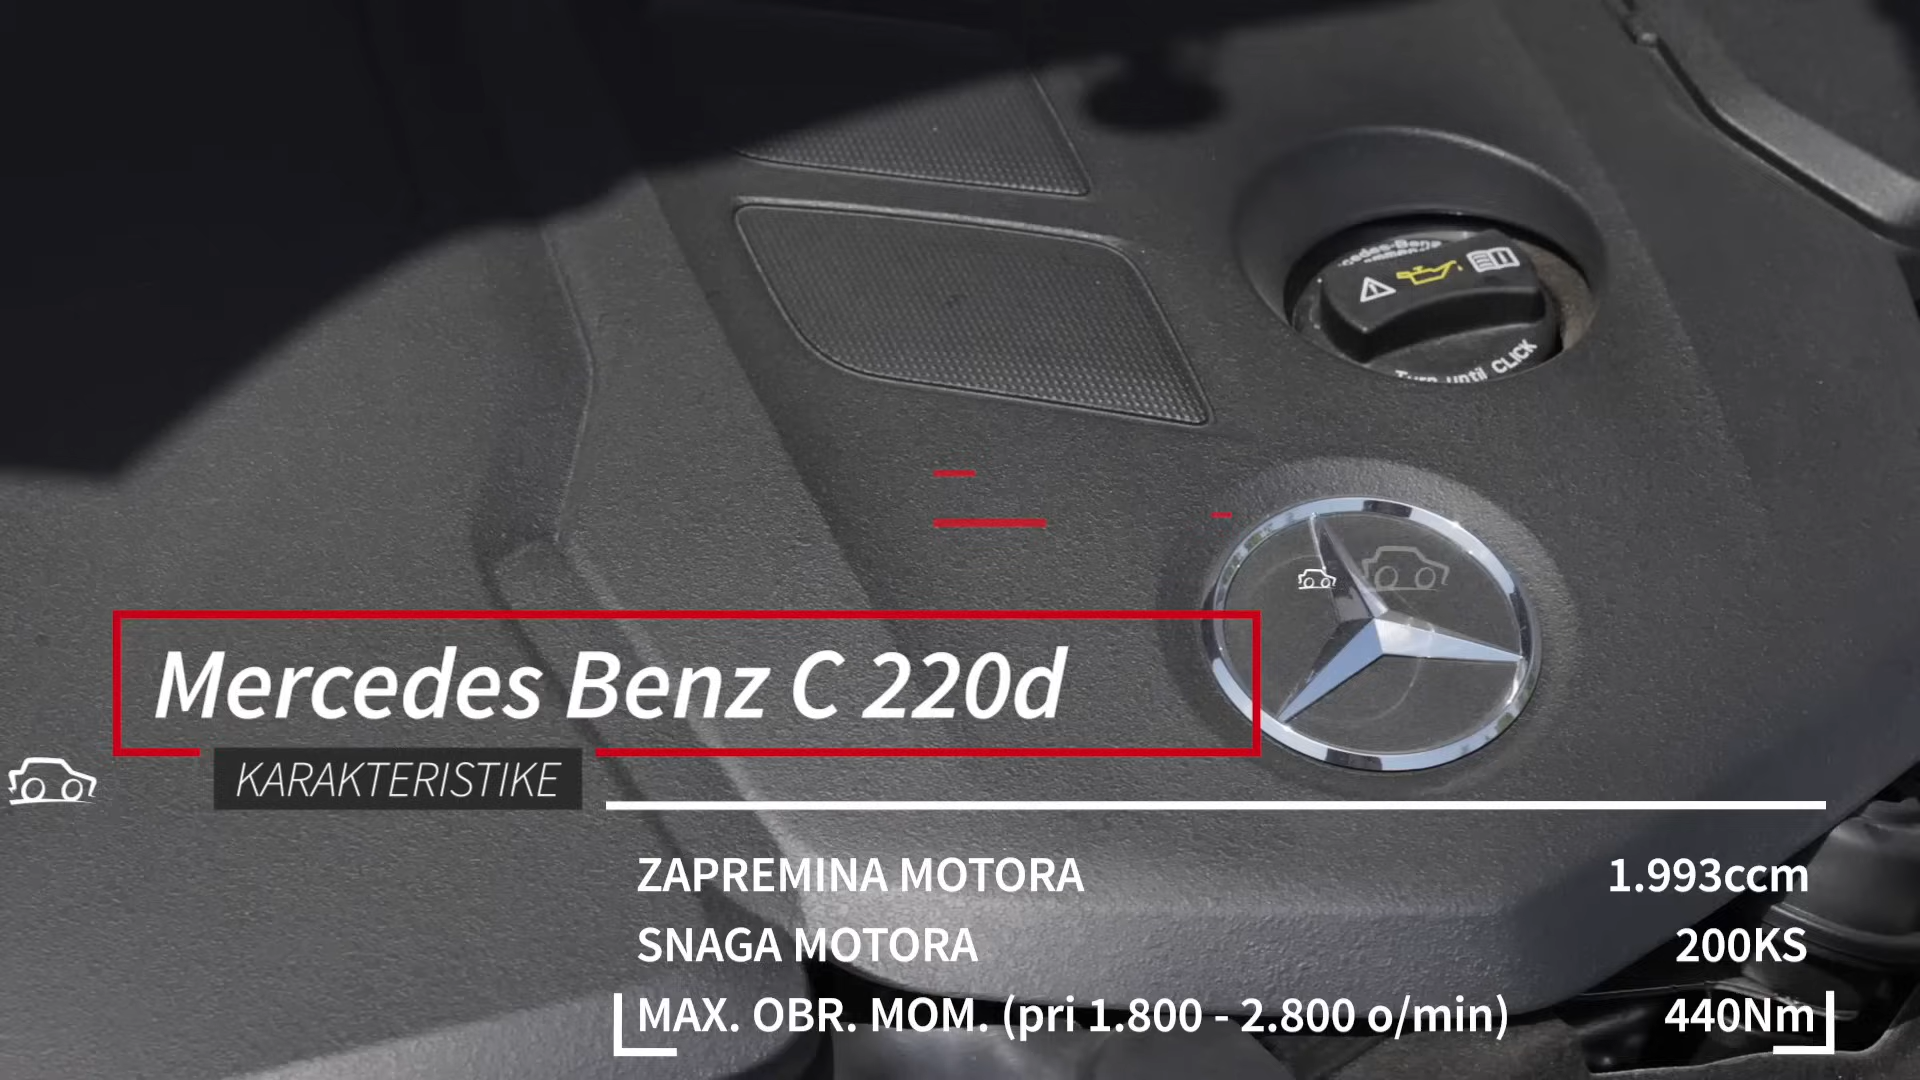 Turn until CLICK
Mercedes Benz C 220d
KARAKTERISTIKE
ZAPREMINA MOTORA 1.993ccm
SNAGA MOTORA 200KS
MAX. OBR. MOM. (pri 1.800 - 2.800 o/min) 440Nm